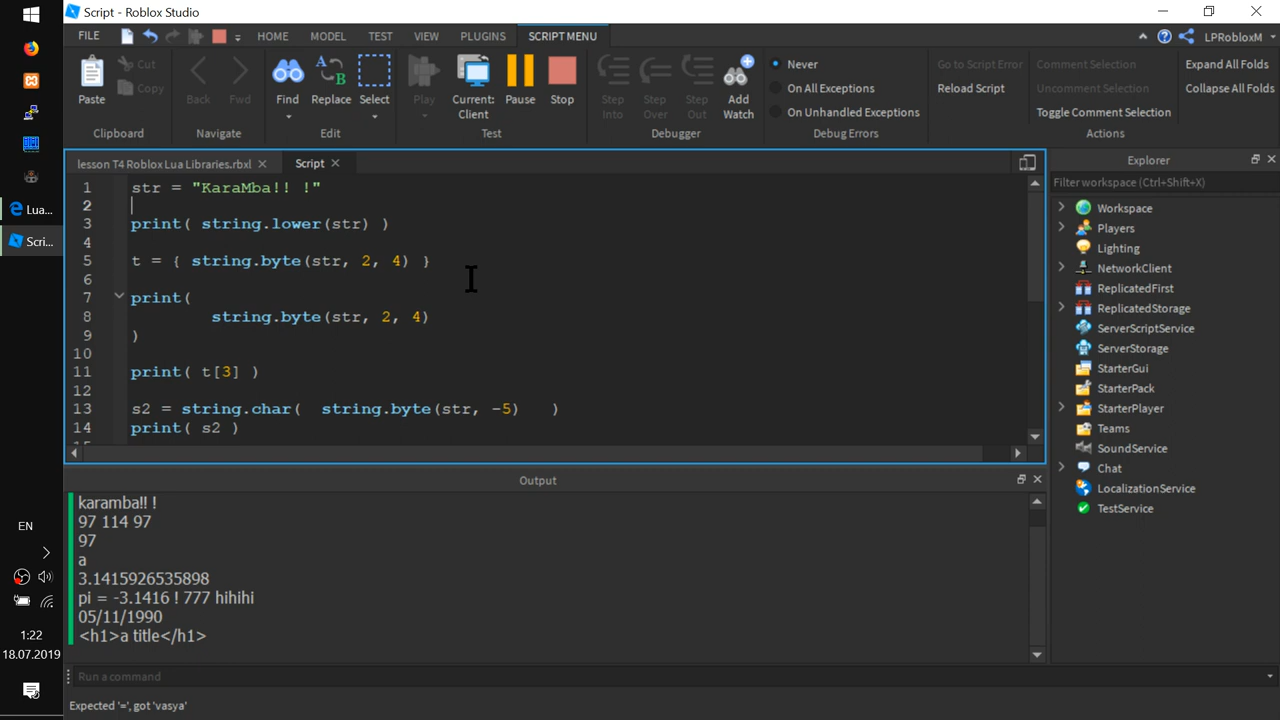 Script - Roblox Studio
FILE
HOME
MODEL
TEST
VIEW
PLUGINS
SCRIPT MENU
LPRobloxM
Paste
Cut
Copy
Clipboard
Back
Fwd
Navigate
Find
Replace
Select
Edit
Play
Current:
Client
Pause
Stop
Test
Step
Into
Step
Over
Step
Out
Add
Watch
Debugger
Never
On All Exceptions
On Unhandled Exceptions
Debug Errors
Go to Script Error
Reload Script
Comment Selection
Uncomment Selection
Toggle Comment Selection
Expand All Folds
Collapse All Folds
Actions
lesson T4 Roblox Lua Libraries.rbxl
Script
1 str = "KaraMba!! !"
2
3 print( string.lower(str) )
4
5 t = { string.byte(str, 2, 4) }
6
7 print(
8 string.byte(str, 2, 4)
9 )
10
11 print( t[3] )
12
13 s2 = string.char( string.byte(str, -5) )
14 print( s2 )
15
Explorer
Filter workspace (Ctrl+Shift+X)
Workspace
Players
Lighting
NetworkClient
ReplicatedFirst
ReplicatedStorage
ServerScriptService
ServerStorage
StarterGui
StarterPack
StarterPlayer
Teams
SoundService
Chat
LocalizationService
TestService
Output
karamba!! !
97 114 97
97
a
3.1415926535898
pi = -3.1416 ! 777 hihihi
05/11/1990
<h1>a title</h1>
Run a command
Expected '=', got 'vasya'
Lua...
Scri...
EN
1:22
18.07.2019